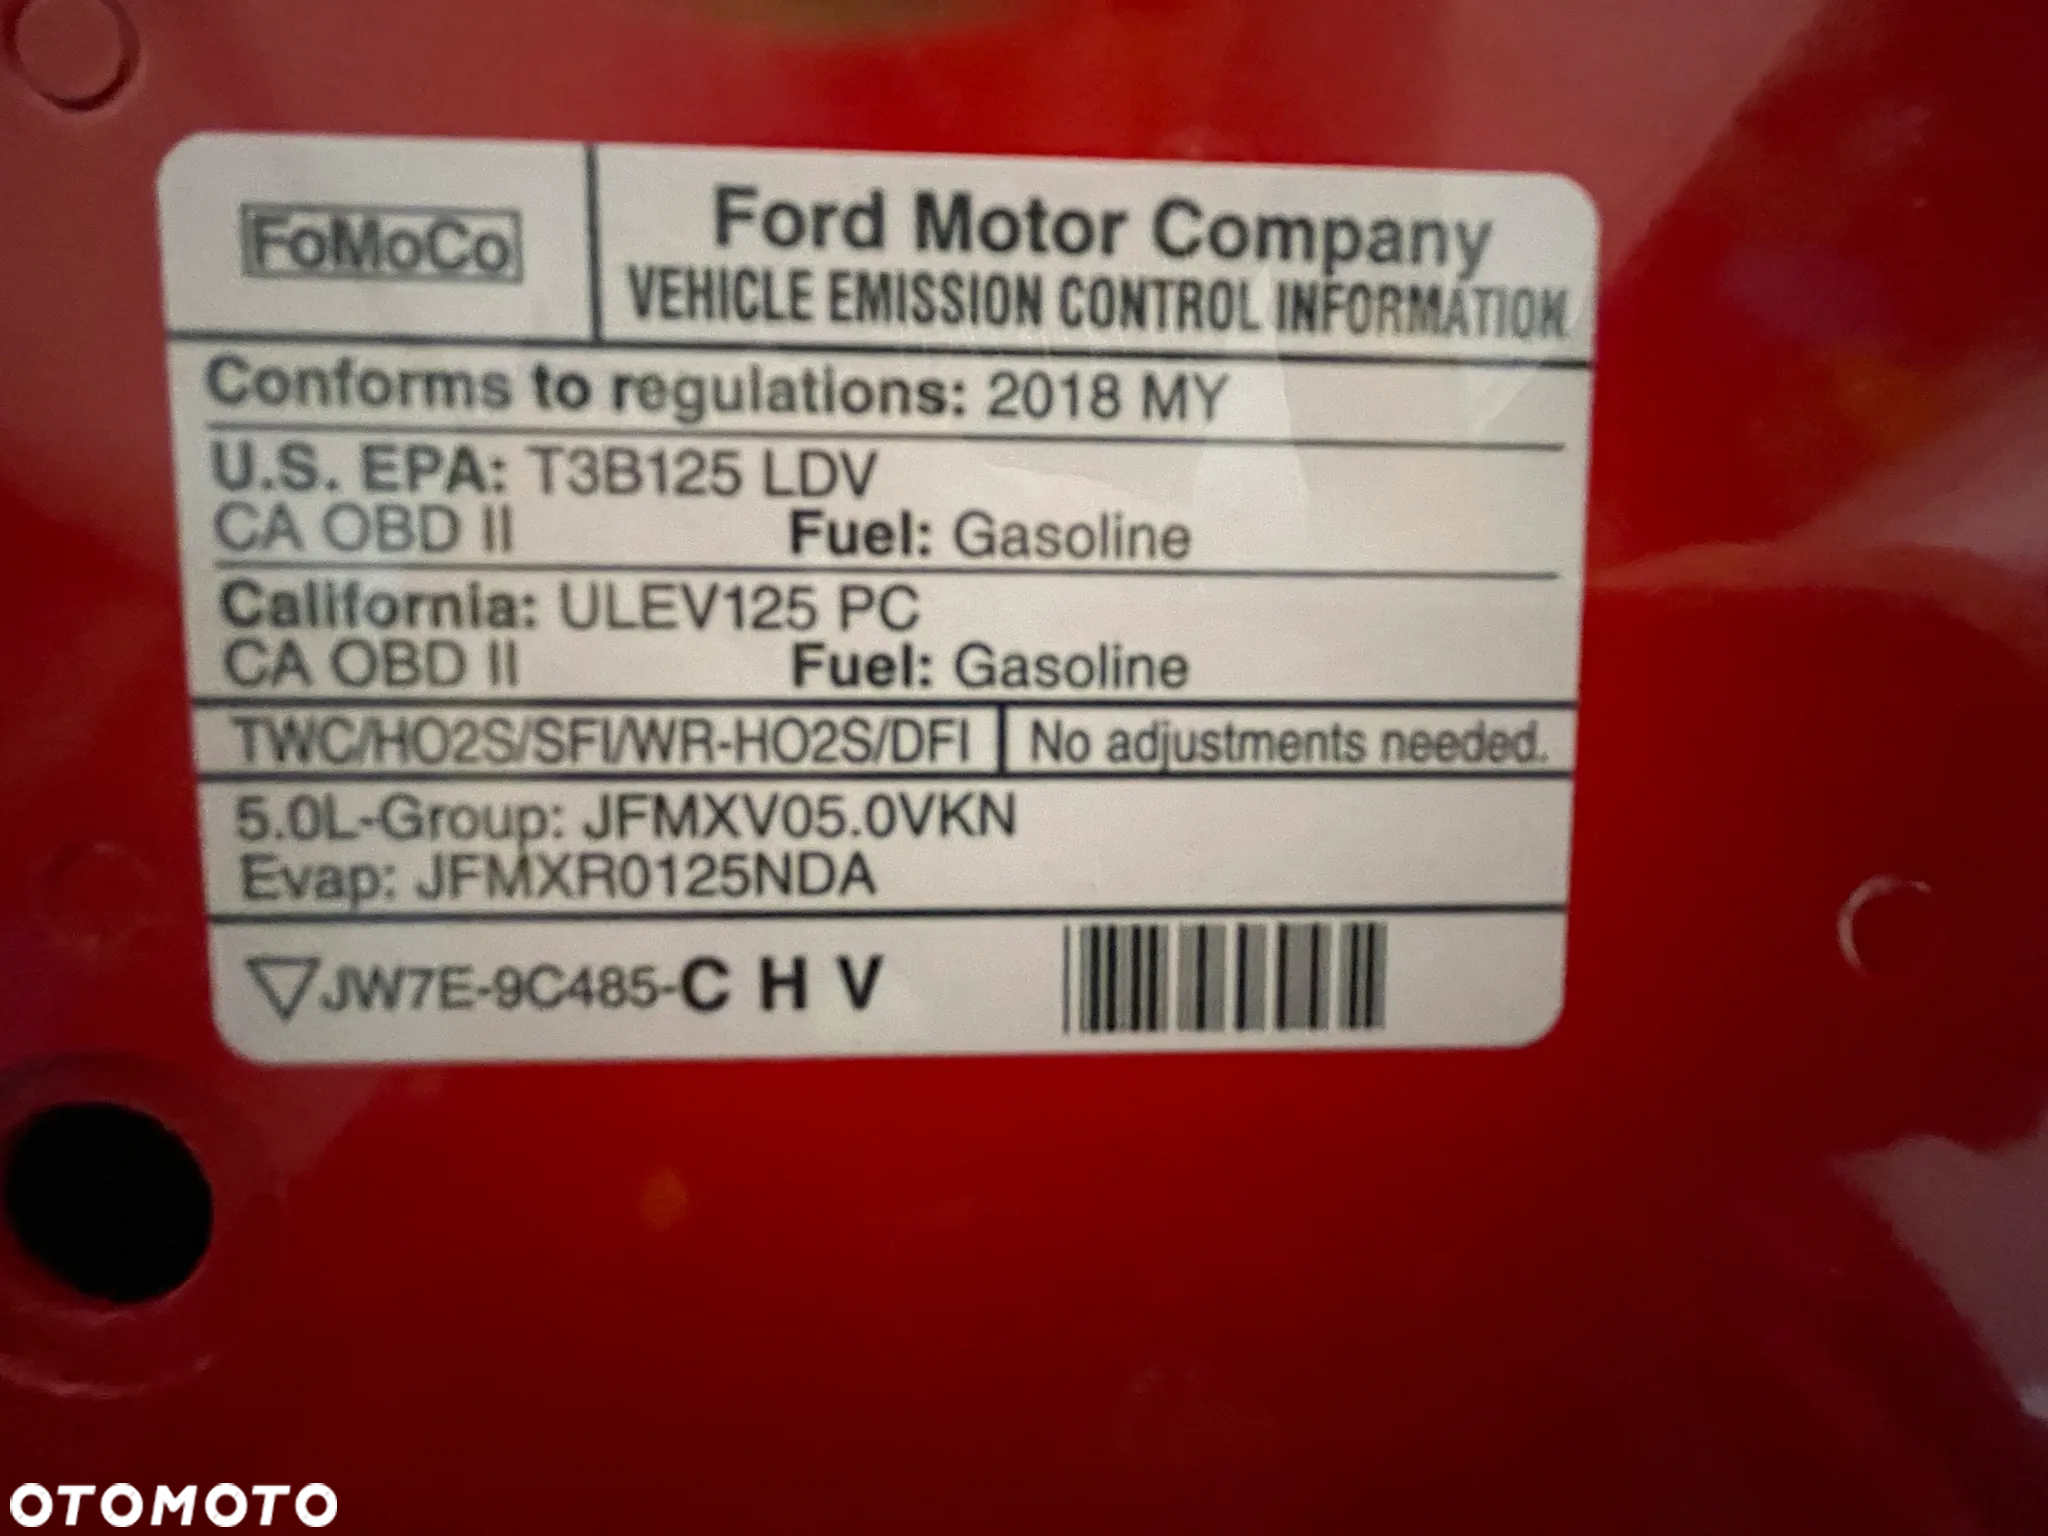 FoMoCo
Ford Motor Company
VEHICLE EMISSION CONTROL INFORMATION
Conforms to regulations: 2018 MY
U.S. EPA: T3B125 LDV
CA OBD II Fuel: Gasoline
California: ULEV125 PC
CA OBD II Fuel: Gasoline
TWC/HO2S/SFI/WR-HO2S/DFI No adjustments needed.
5.0L-Group: JFMXV05.0VKN
Evap: JFMXR0125NDA
JW7E-9C485-C H V
OTOMOTO